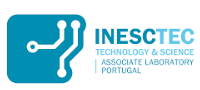 INESCTEC
TECHNOLOGY & SCIENCE
ASSOCIATE LABORATORY
PORTUGAL